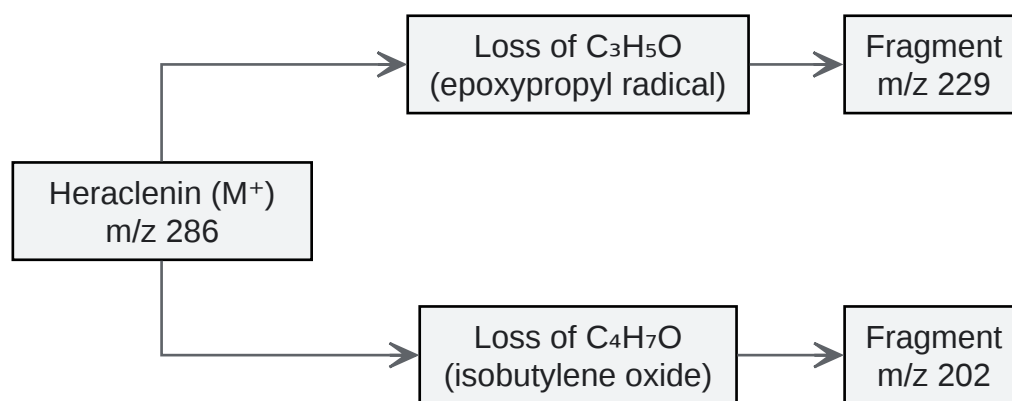 Loss of C₃H₅O
(epoxypropyl radical)
Fragment
m/z 229
Heraclenin (M⁺)
m/z 286
Loss of C₄H₇O
(isobutylene oxide)
Fragment
m/z 202